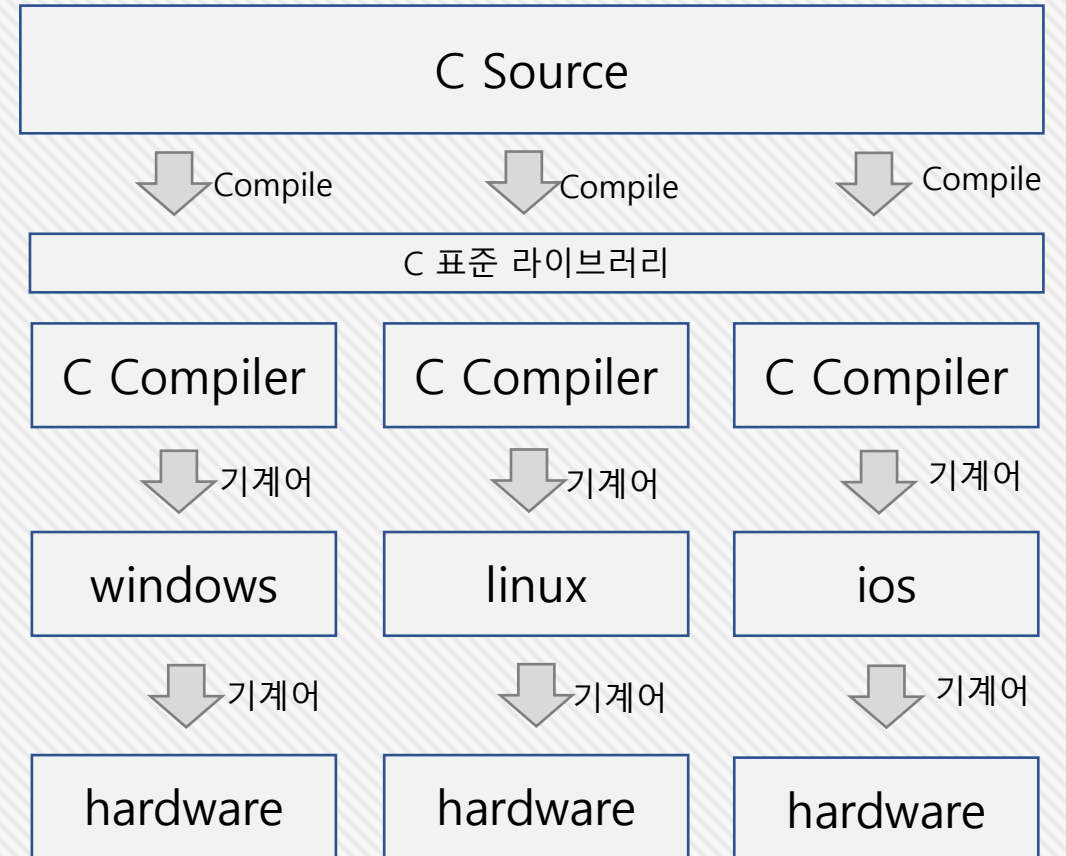 C Source
Compile
Compile
Compile
C 표준 라이브러리
C Compiler
C Compiler
C Compiler
기계어
기계어
기계어
windows
linux
ios
기계어
기계어
기계어
hardware
hardware
hardware